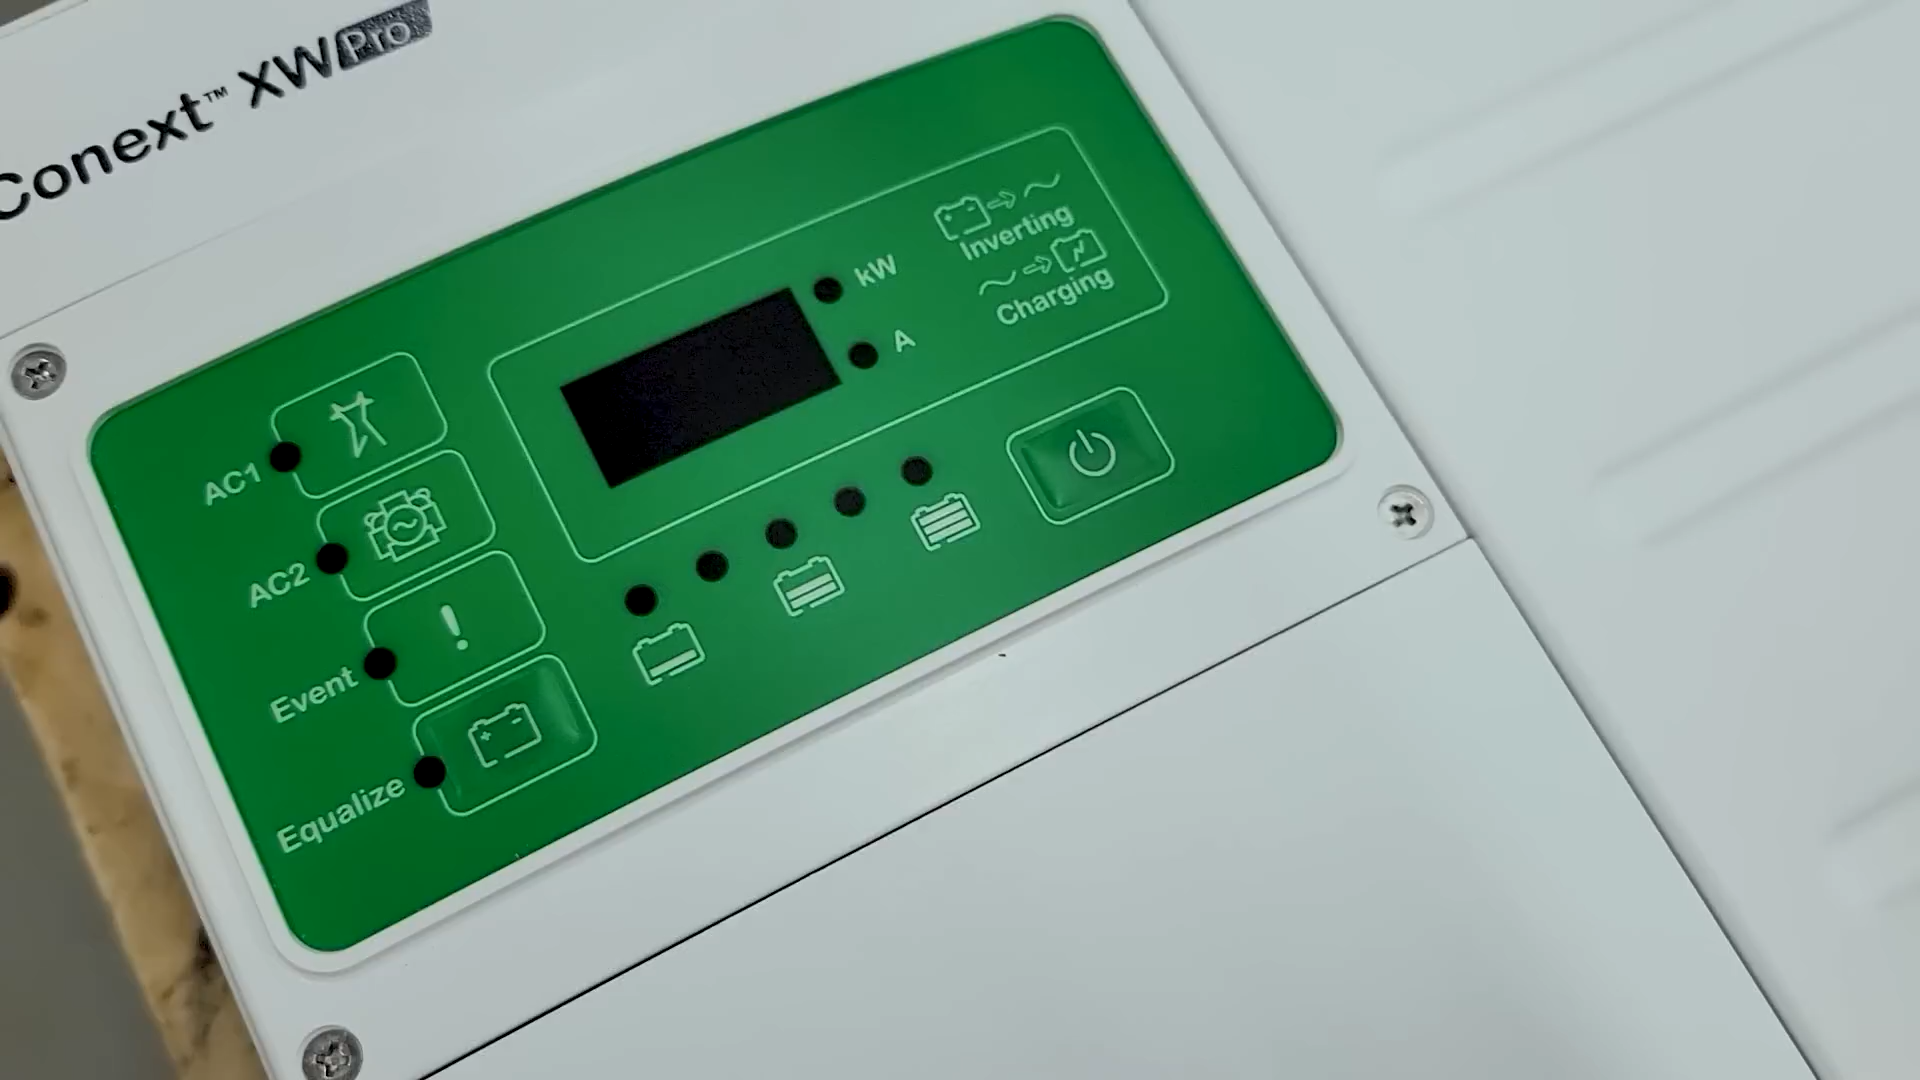 Conext™ XW Pro
Inverting
Charging
kW
A
AC1
AC2
Event
!
Equalize